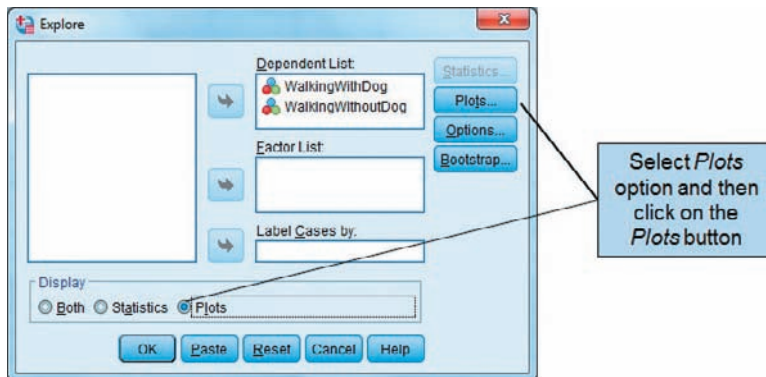 Explore
Dependent List:
WalkingWithDog
WalkingWithoutDog
Statistics...
Plots...
Options...
Bootstrap...
Factor List:
Label Cases by:
Display
Both Statistics Plots
OK Paste Reset Cancel Help
Select Plots
option and then
click on the
Plots button